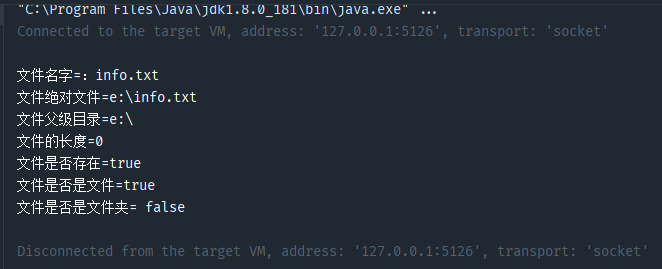 "C:\Program Files\Java\jdk1.8.0_181\bin\java.exe" ...
Connected to the target VM, address: '127.0.0.1:5126', transport: 'socket'
文件名字=：info.txt
文件绝对文件=e:\info.txt
文件父级目录=e:\
文件的长度=0
文件是否存在=true
文件是否是文件=true
文件是否是文件夹= false
Disconnected from the target VM, address: '127.0.0.1:5126', transport: 'socket'